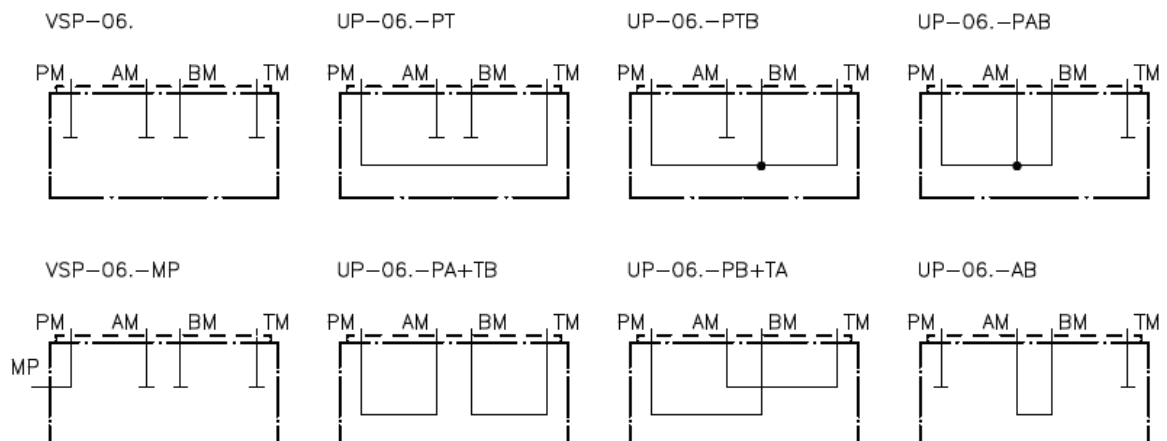 VSP-06. UP-06.-PT UP-06.-PTB UP-06.-PAB
PM AM BM TM PM AM BM TM PM AM BM TM PM AM BM TM
VSP-06.-MP UP-06.-PA+TB UP-06.-PB+TA UP-06.-AB
PM AM BM TM PM AM BM TM PM AM BM TM PM AM BM TM
MP